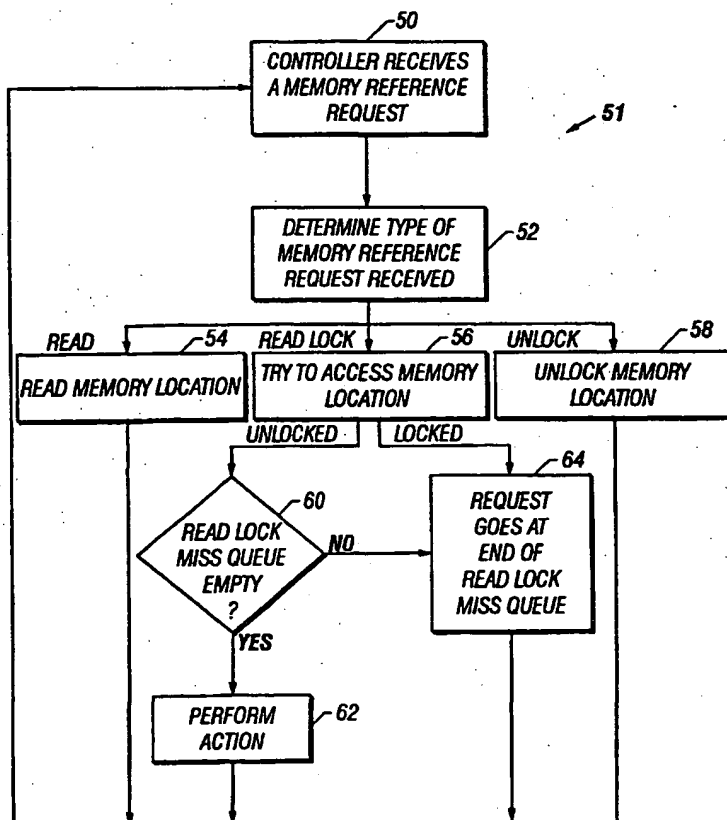 50
CONTROLLER RECEIVES
A MEMORY REFERENCE
REQUEST
51
DETERMINE TYPE OF
MEMORY REFERENCE
REQUEST RECEIVED
52
READ
54
READ LOCK
56
UNLOCK
58
READ MEMORY LOCATION
TRY TO ACCESS MEMORY
LOCATION
UNLOCK MEMORY
LOCATION
UNLOCKED
LOCKED
60
READ LOCK
MISS QUEUE
EMPTY
?
NO
YES
64
REQUEST
GOES AT
END OF
READ LOCK
MISS QUEUE
PERFORM
ACTION
62